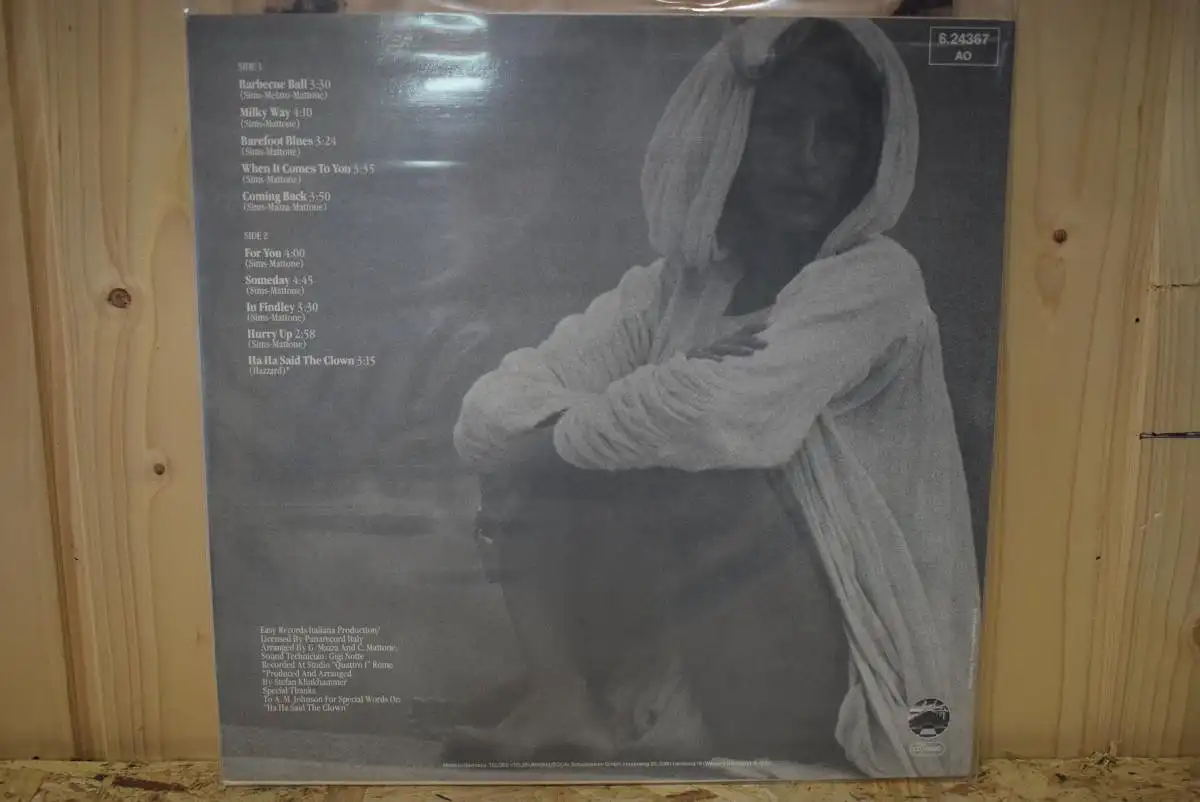 6.24367
AO
SIDE 1
Barbecue Ball 3:30
Milky Way 4:10
(Sims-Mattone)
Barefoot Blues 3:24
(Sims-Mattone)
When It Comes To You 3:35
(Sims-Mattone)
Coming Back 3:50
(Sims-Mazza-Mattone)
SIDE 2
For You 4:00
(Sims-Mattone)
Someday 4:45
(Sims-Mattone)
In Findley 3:30
(Sims-Mattone)
Hurry Up 2:58
(Sims-Mattone)
Ha Ha Said The Clown 3:15
(Hazzard)*
Easy Records Italiana Production/
Licensed By Panarecord Italy
Arranged By G. Mazza And C. Mattone.
Sound Technician: Gigi Notte
Recorded At Studio "Quattro 1" Rome
*Produced And Arranged
By Stefan Klinkhammer
Special Thanks
To A. M. Johnson For Special Words On
"Ha Ha Said The Clown"